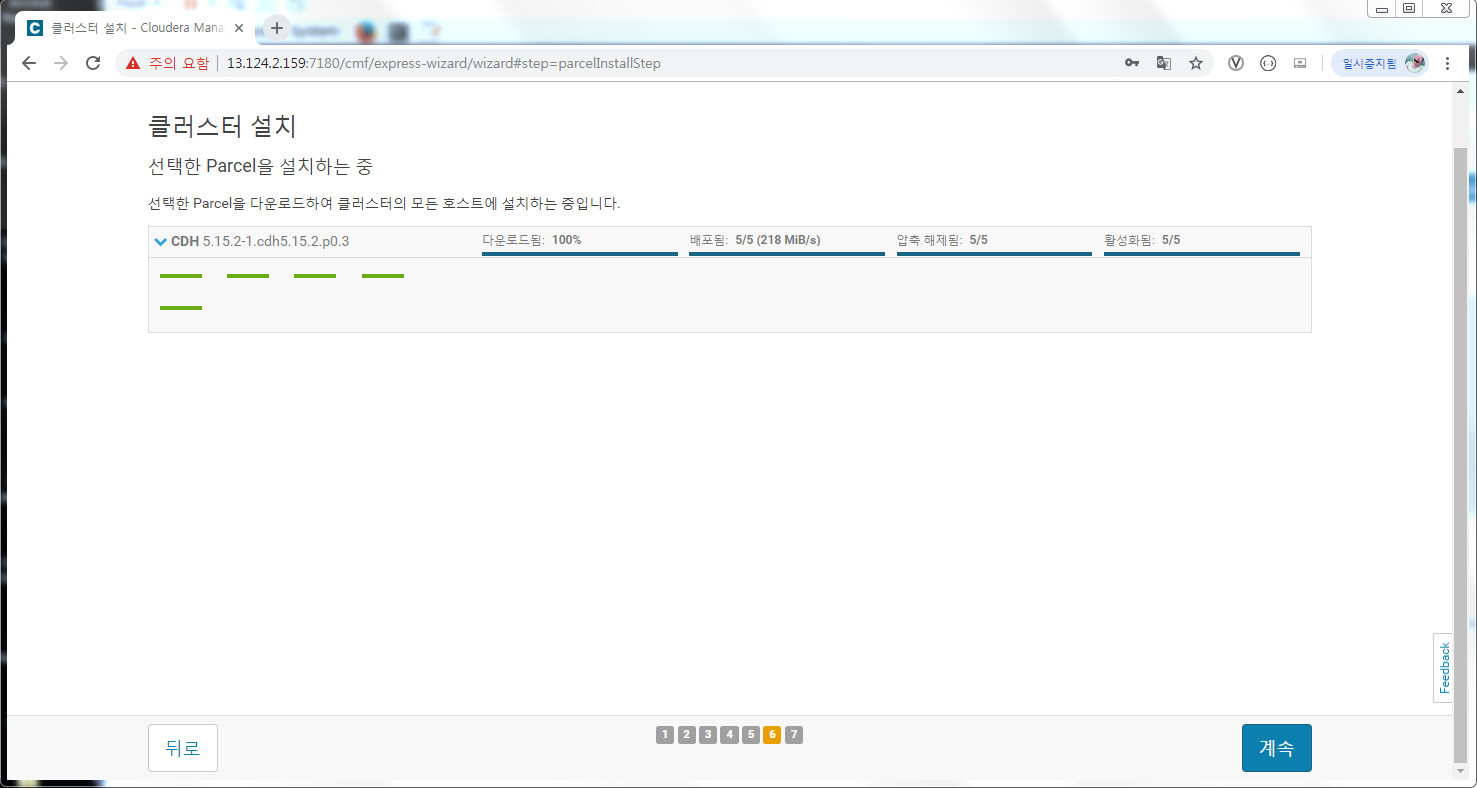 클러스터 설치 - Cloudera Mana
주의 요함 13.124.2.159:7180/cmf/express-wizard/wizard#step=parcelInstallStep 일시중지됨
클러스터 설치
선택한 Parcel을 설치하는 중
선택한 Parcel을 다운로드하여 클러스터의 모든 호스트에 설치하는 중입니다.
CDH 5.15.2-1.cdh5.15.2.p0.3 다운로드됨: 100% 배포됨: 5/5 (218 MiB/s) 압축 해제됨: 5/5 활성화됨: 5/5
Feedback
뒤로 1 2 3 4 5 6 7 계속